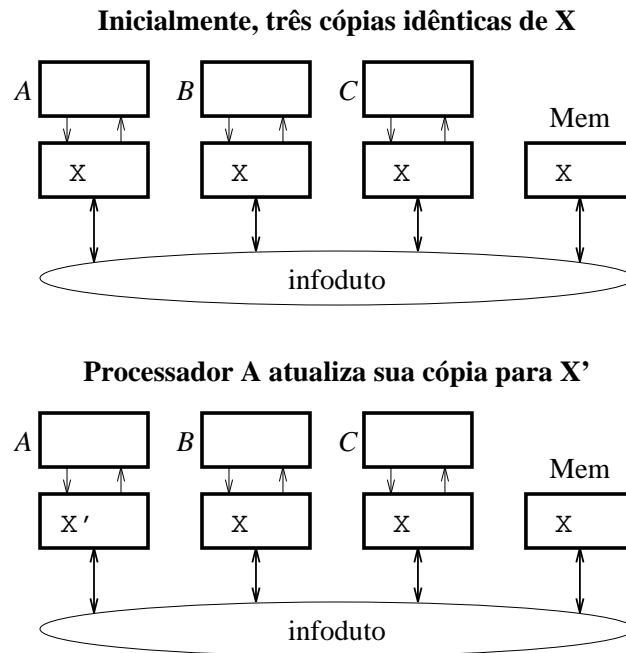 Inicialmente, três cópias idênticas de X
A B C
Mem
X X X X
infoduto
Processador A atualiza sua cópia para X’
A B C
Mem
X' X X X
infoduto